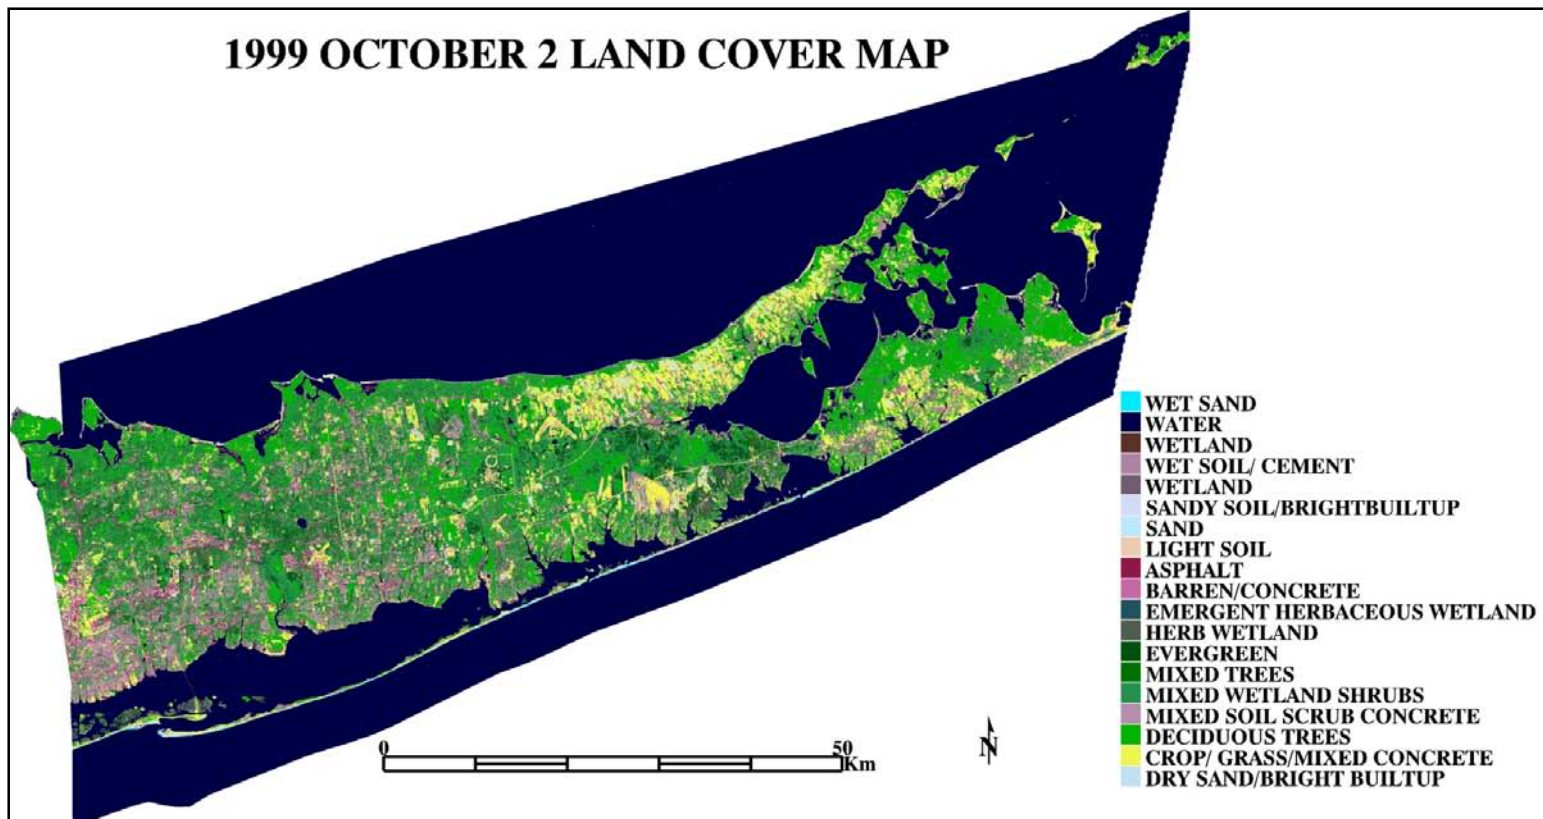 1999 OCTOBER 2 LAND COVER MAP
WET SAND
WATER
WETLAND
WET SOIL/ CEMENT
WETLAND
SANDY SOIL/BRIGHTBUILTUP
SAND
LIGHT SOIL
ASPHALT
BARREN/CONCRETE
EMERGENT HERBACEOUS WETLAND
HERB WETLAND
EVERGREEN
MIXED TREES
MIXED WETLAND SHRUBS
MIXED SOIL SCRUB CONCRETE
DECIDUOUS TREES
CROP/ GRASS/MIXED CONCRETE
DRY SAND/BRIGHT BUILTUP
0 50
Km
N